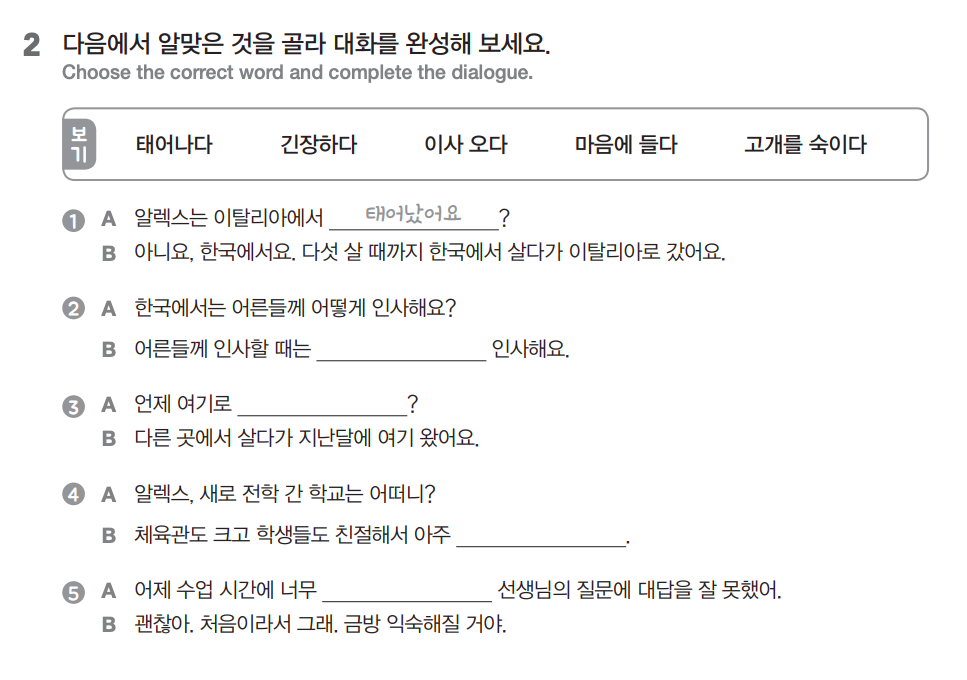 2 다음에서 알맞은 것을 골라 대화를 완성해 보세요.
Choose the correct word and complete the dialogue.
보기 태어나다 긴장하다 이사 오다 마음에 들다 고개를 숙이다
1 A 알렉스는 이탈리아에서 태어났어요?
B 아니요, 한국에서요. 다섯 살 때까지 한국에서 살다가 이탈리아로 갔어요.
2 A 한국에서는 어른들께 어떻게 인사해요?
B 어른들께 인사할 때는 ________________ 인사해요.
3 A 언제 여기로 ________________?
B 다른 곳에서 살다가 지난달에 여기 왔어요.
4 A 알렉스, 새로 전학 간 학교는 어떠니?
B 체육관도 크고 학생들도 친절해서 아주 ________________.
5 A 어제 수업 시간에 너무 ________________ 선생님의 질문에 대답을 잘 못했어.
B 괜찮아. 처음이라서 그래. 금방 익숙해질 거야.